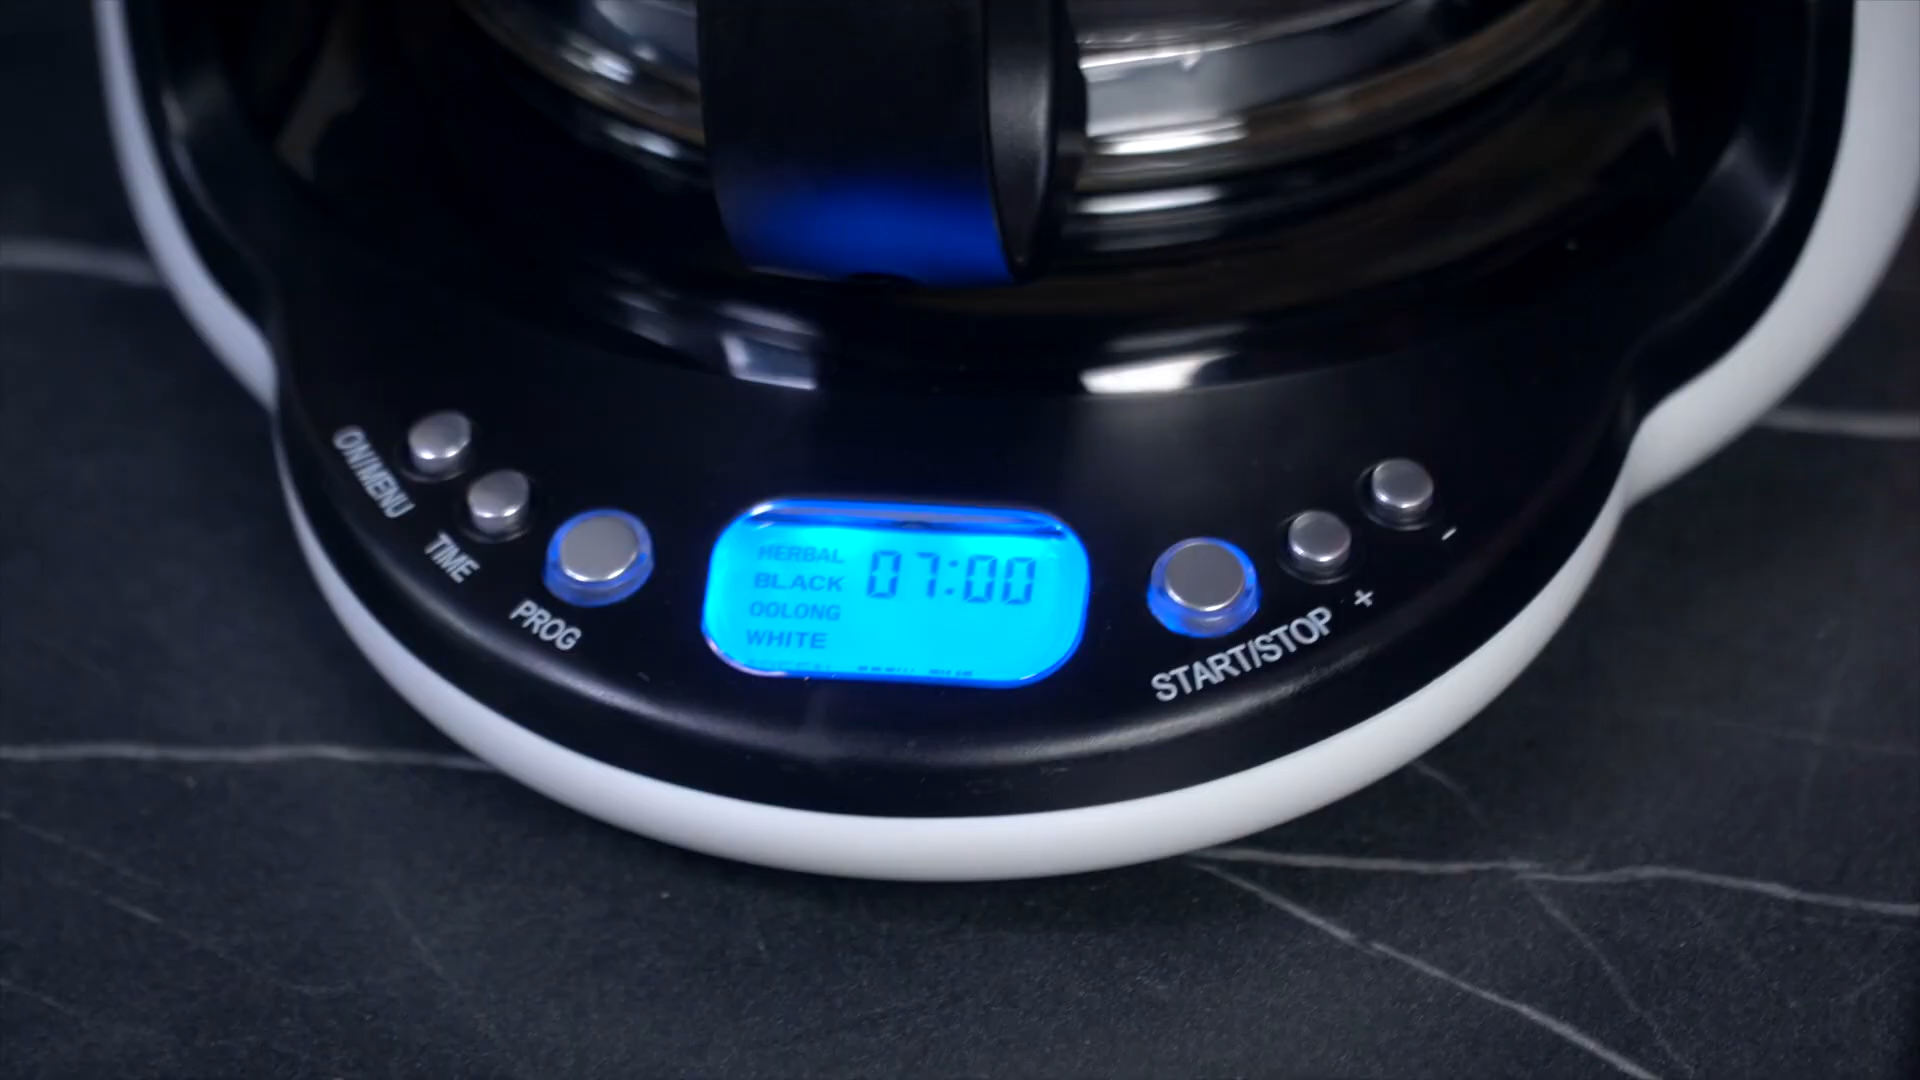 ON/MENU
TIME
PROG
HERBAL
BLACK
OOLONG
WHITE
07:00
START/STOP
+
-